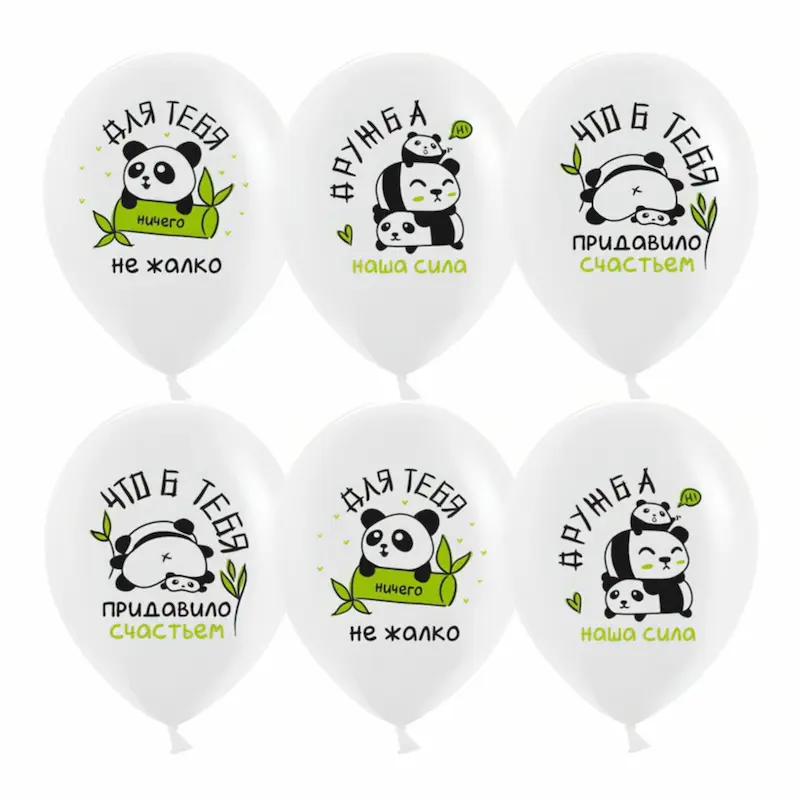 ДЛЯ ТЕБЯ
ничего
не жалко
ДРУЖБА
HI
наша сила
ЧТО Б ТЕБЯ
придавило
счастьем
ЧТО Б ТЕБЯ
придавило
счастьем
ДЛЯ ТЕБЯ
ничего
не жалко
ДРУЖБА
HI
наша сила